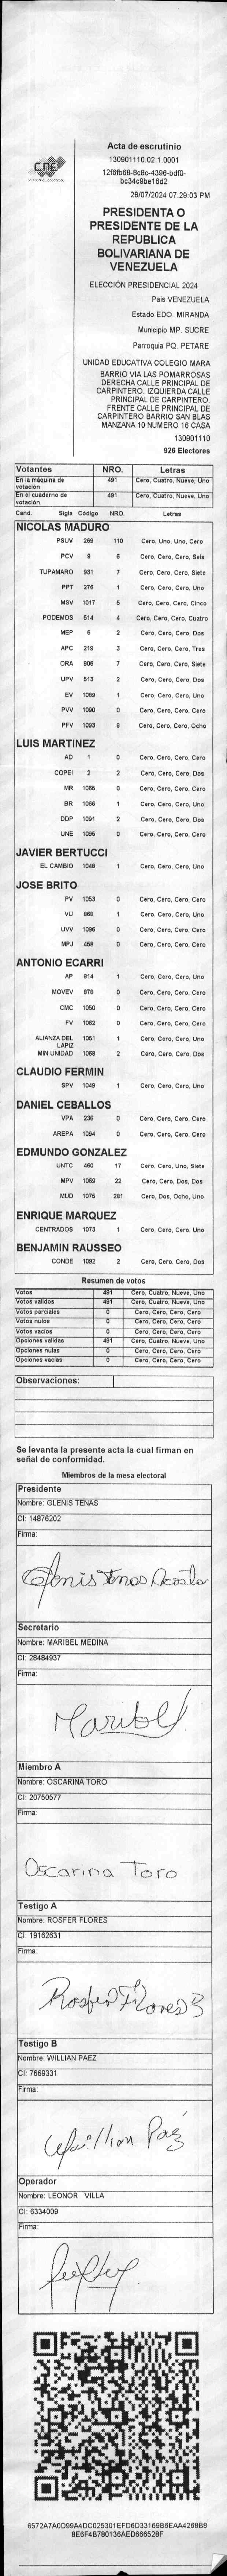 CNE
Acta de escrutinio
130901110.02.1.0001
28/07/2024 07:29:03 PM
PRESIDENTA O
PRESIDENTE DE LA
REPUBLICA
BOLIVARIANA DE
VENEZUELA
ELECCIÓN PRESIDENCIAL 2024
Pais VENEZUELA
Estado EDO. MIRANDA
Municipio MP. SUCRE
Parroquia PQ. PETARE
UNIDAD EDUCATIVA COLEGIO MARA
BARRIO VIA LAS POMARROSAS
DERECHA CALLE PRINCIPAL DE
CARPINTERO. IZQUIERDA CALLE
PRINCIPAL DE CARPINTERO.
FRENTE CALLE PRINCIPAL DE
CARPINTERO BARRIO SAN BLAS
MANZANA 10 NUMERO 16 CASA
130901110
926 Electores
Votantes NRO. Letras
En la máquina de votación 491 Cero, Cuatro, Nueve, Uno
En el cuaderno de votación 491 Cero, Cuatro, Nueve, Uno
Cand. Sigla Código NRO. Letras
NICOLAS MADURO
PSUV 269 110 Cero, Uno, Uno, Cero
PCV 9 6 Cero, Cero, Cero, Seis
TUPAMARO 931 7 Cero, Cero, Cero, Siete
PPT 276 1 Cero, Cero, Cero, Uno
MSV 1017 5 Cero, Cero, Cero, Cinco
PODEMOS 514 4 Cero, Cero, Cero, Cuatro
MEP 6 2 Cero, Cero, Cero, Dos
APC 219 3 Cero, Cero, Cero, Tres
ORA 906 7 Cero, Cero, Cero, Siete
UPV 513 2 Cero, Cero, Cero, Dos
EV 1089 1 Cero, Cero, Cero, Uno
PVV 1090 0 Cero, Cero, Cero, Cero
PFV 1093 8 Cero, Cero, Cero, Ocho
LUIS MARTINEZ
AD 1 0 Cero, Cero, Cero, Cero
COPEI 2 2 Cero, Cero, Cero, Dos
MR 1065 0 Cero, Cero, Cero, Cero
BR 1066 1 Cero, Cero, Cero, Uno
DDP 1091 2 Cero, Cero, Cero, Dos
UNE 1095 0 Cero, Cero, Cero, Cero
JAVIER BERTUCCI
EL CAMBIO 1048 1 Cero, Cero, Cero, Uno
JOSE BRITO
PV 1053 0 Cero, Cero, Cero, Cero
VU 868 1 Cero, Cero, Cero, Uno
UVV 1096 0 Cero, Cero, Cero, Cero
MPJ 458 0 Cero, Cero, Cero, Cero
ANTONIO ECARRI
AP 814 1 Cero, Cero, Cero, Uno
MOVEV 870 0 Cero, Cero, Cero, Cero
CMC 1050 0 Cero, Cero, Cero, Cero
FV 1062 0 Cero, Cero, Cero, Cero
ALIANZA DEL LAPIZ 1051 1 Cero, Cero, Cero, Uno
MIN UNIDAD 1068 2 Cero, Cero, Cero, Dos
CLAUDIO FERMIN
SPV 1049 1 Cero, Cero, Cero, Uno
DANIEL CEBALLOS
VPA 236 0 Cero, Cero, Cero, Cero
AREPA 1094 0 Cero, Cero, Cero, Cero
EDMUNDO GONZALEZ
UNTC 460 17 Cero, Cero, Uno, Siete
MPV 1069 22 Cero, Cero, Dos, Dos
MUD 1075 281 Cero, Dos, Ocho, Uno
ENRIQUE MARQUEZ
CENTRADOS 1073 1 Cero, Cero, Cero, Uno
BENJAMIN RAUSSEO
CONDE 1092 2 Cero, Cero, Cero, Dos
Resumen de votos
Votos 491 Cero, Cuatro, Nueve, Uno
Votos validos 491 Cero, Cuatro, Nueve, Uno
Votos parciales 0 Cero, Cero, Cero, Cero
Votos nulos 0 Cero, Cero, Cero, Cero
Votos vacios 0 Cero, Cero, Cero, Cero
Opciones validas 491 Cero, Cuatro, Nueve, Uno
Opciones nulas 0 Cero, Cero, Cero, Cero
Opciones vacias 0 Cero, Cero, Cero, Cero
Observaciones:
Se levanta la presente acta la cual firman en
señal de conformidad.
Miembros de la mesa electoral
Presidente
Nombre: GLENIS TENAS
CI: 14876202
Firma:
Glenis Tenas Acosta
Secretario
Nombre: MARIBEL MEDINA
CI: 28484937
Firma:
Maribel
Miembro A
Nombre: OSCARINA TORO
CI: 20750577
Firma:
Oscarina Toro
Testigo A
Nombre: ROSFER FLORES
CI: 19162631
Firma:
Rosfer Flores
Testigo B
Nombre: WILLIAN PAEZ
CI: 7669331
Firma:
Willian Paez
Operador
Nombre: LEONOR VILLA
CI: 6334009
Firma:
6572A7A0D99A4DC025301EFD6D33169B6EAA4268B8
8E6F4B780136AED666528F